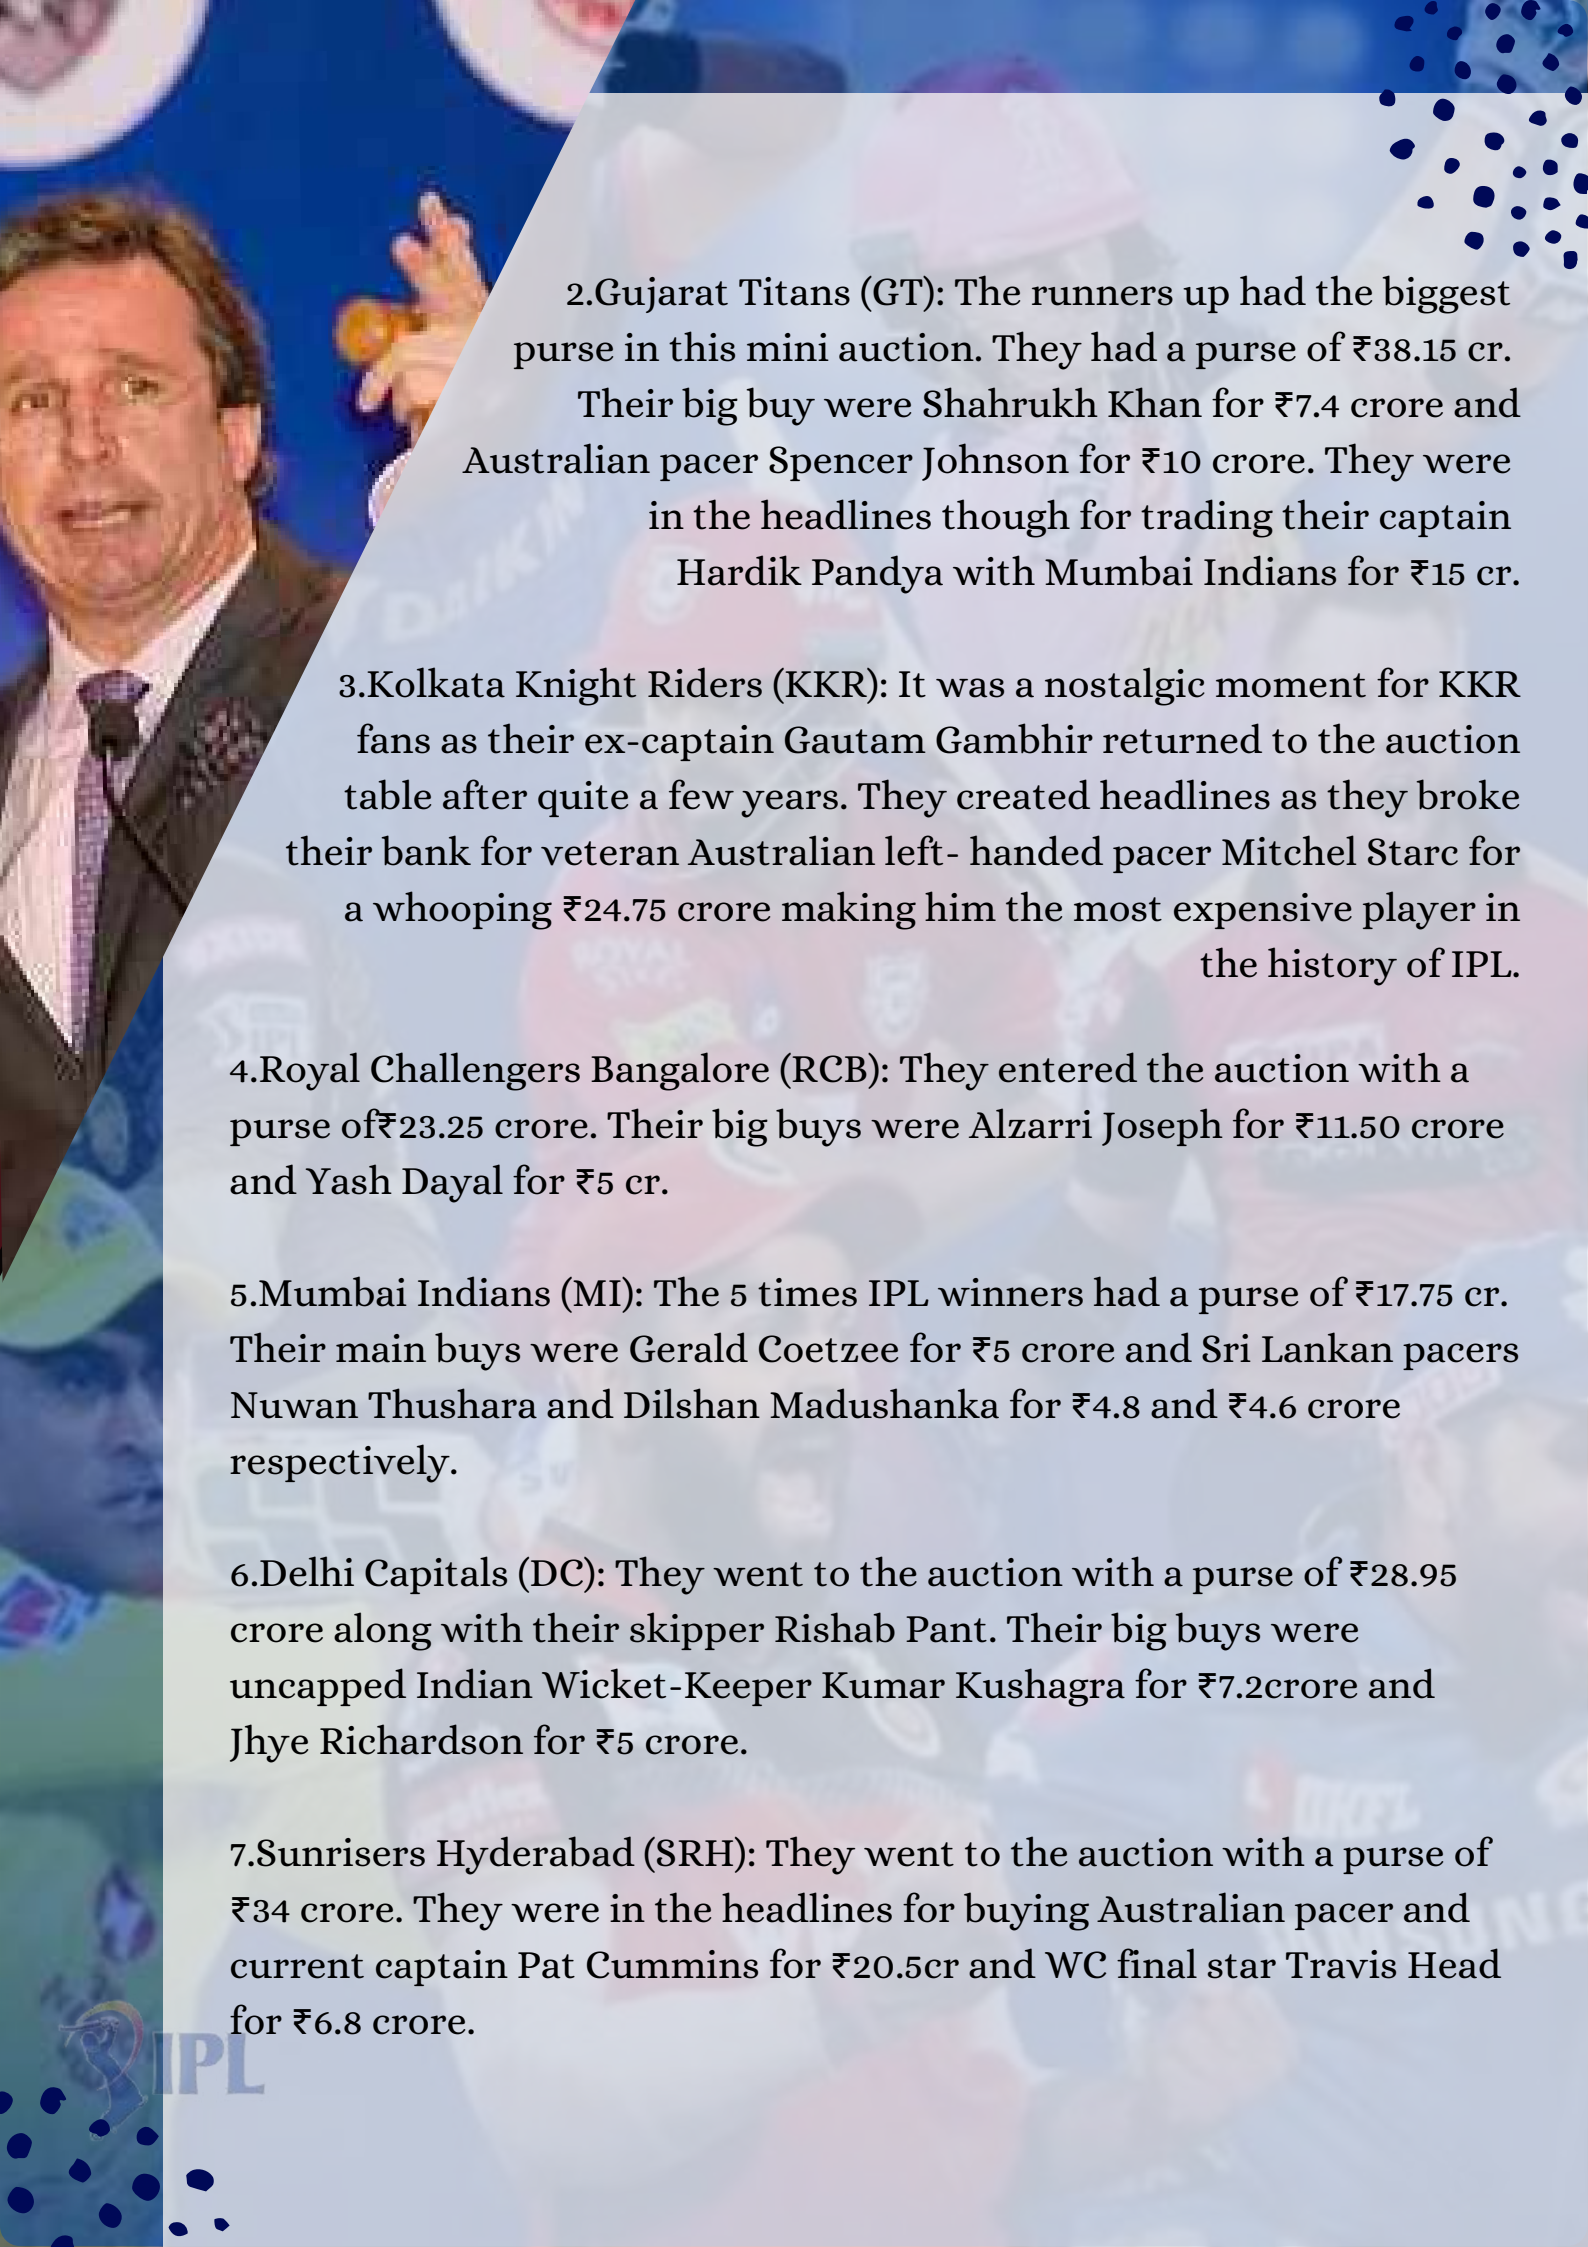 2.Gujarat Titans (GT): The runners up had the biggest
purse in this mini auction. They had a purse of ₹38.15 cr.
Their big buy were Shahrukh Khan for ₹7.4 crore and
Australian pacer Spencer Johnson for ₹10 crore. They were
in the headlines though for trading their captain
Hardik Pandya with Mumbai Indians for ₹15 cr.
3.Kolkata Knight Riders (KKR): It was a nostalgic moment for KKR
fans as their ex-captain Gautam Gambhir returned to the auction
table after quite a few years. They created headlines as they broke
their bank for veteran Australian left- handed pacer Mitchel Starc for
a whooping ₹24.75 crore making him the most expensive player in
the history of IPL.
4.Royal Challengers Bangalore (RCB): They entered the auction with a
purse of₹23.25 crore. Their big buys were Alzarri Joseph for ₹11.50 crore
and Yash Dayal for ₹5 cr.
5.Mumbai Indians (MI): The 5 times IPL winners had a purse of ₹17.75 cr.
Their main buys were Gerald Coetzee for ₹5 crore and Sri Lankan pacers
Nuwan Thushara and Dilshan Madushanka for ₹4.8 and ₹4.6 crore
respectively.
6.Delhi Capitals (DC): They went to the auction with a purse of ₹28.95
crore along with their skipper Rishab Pant. Their big buys were
uncapped Indian Wicket-Keeper Kumar Kushagra for ₹7.2crore and
Jhye Richardson for ₹5 crore.
7.Sunrisers Hyderabad (SRH): They went to the auction with a purse of
₹34 crore. They were in the headlines for buying Australian pacer and
current captain Pat Cummins for ₹20.5cr and WC final star Travis Head
for ₹6.8 crore.
IPL
DAIKIN
ROYAL
IPL